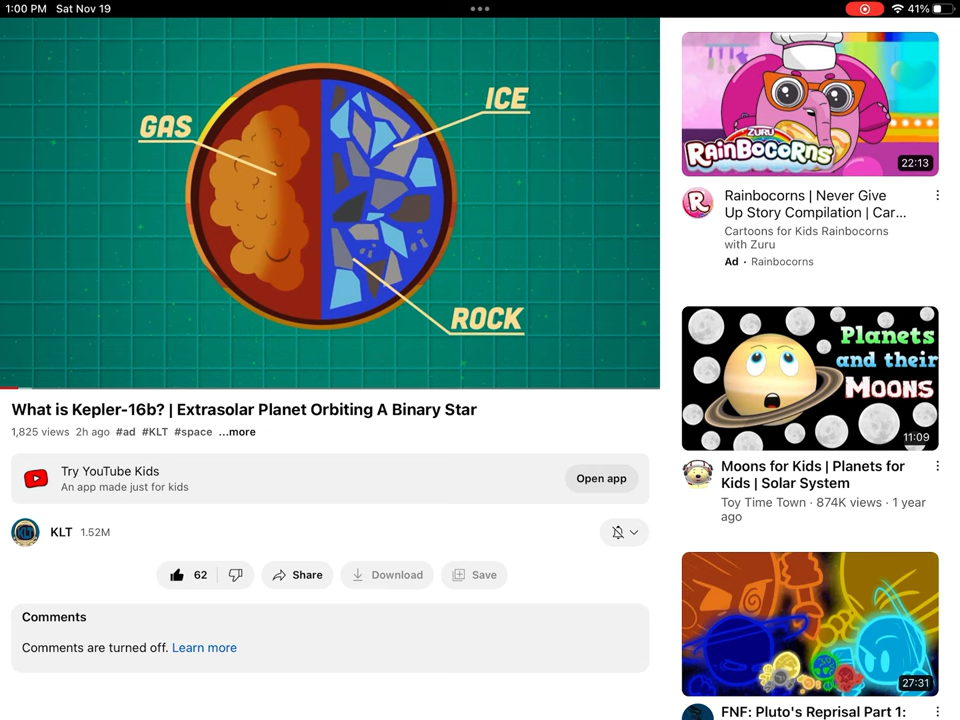 1:00 PM Sat Nov 19
41%
GAS
ICE
ROCK
What is Kepler-16b? | Extrasolar Planet Orbiting A Binary Star
1,825 views 2h ago #ad #KLT #space ...more
Try YouTube Kids
An app made just for kids
Open app
KLT 1.52M
62
Share
Download
Save
Comments
Comments are turned off. Learn more
ZURU
RAiNBOCORNS
22:13
R
Rainbocorns | Never Give
Up Story Compilation | Car...
Cartoons for Kids Rainbocorns
with Zuru
Ad · Rainbocorns
Planets
and their
Moons
11:09
Moons for Kids | Planets for
Kids | Solar System
Toy Time Town · 874K views · 1 year
ago
27:31
FNF: Pluto's Reprisal Part 1: